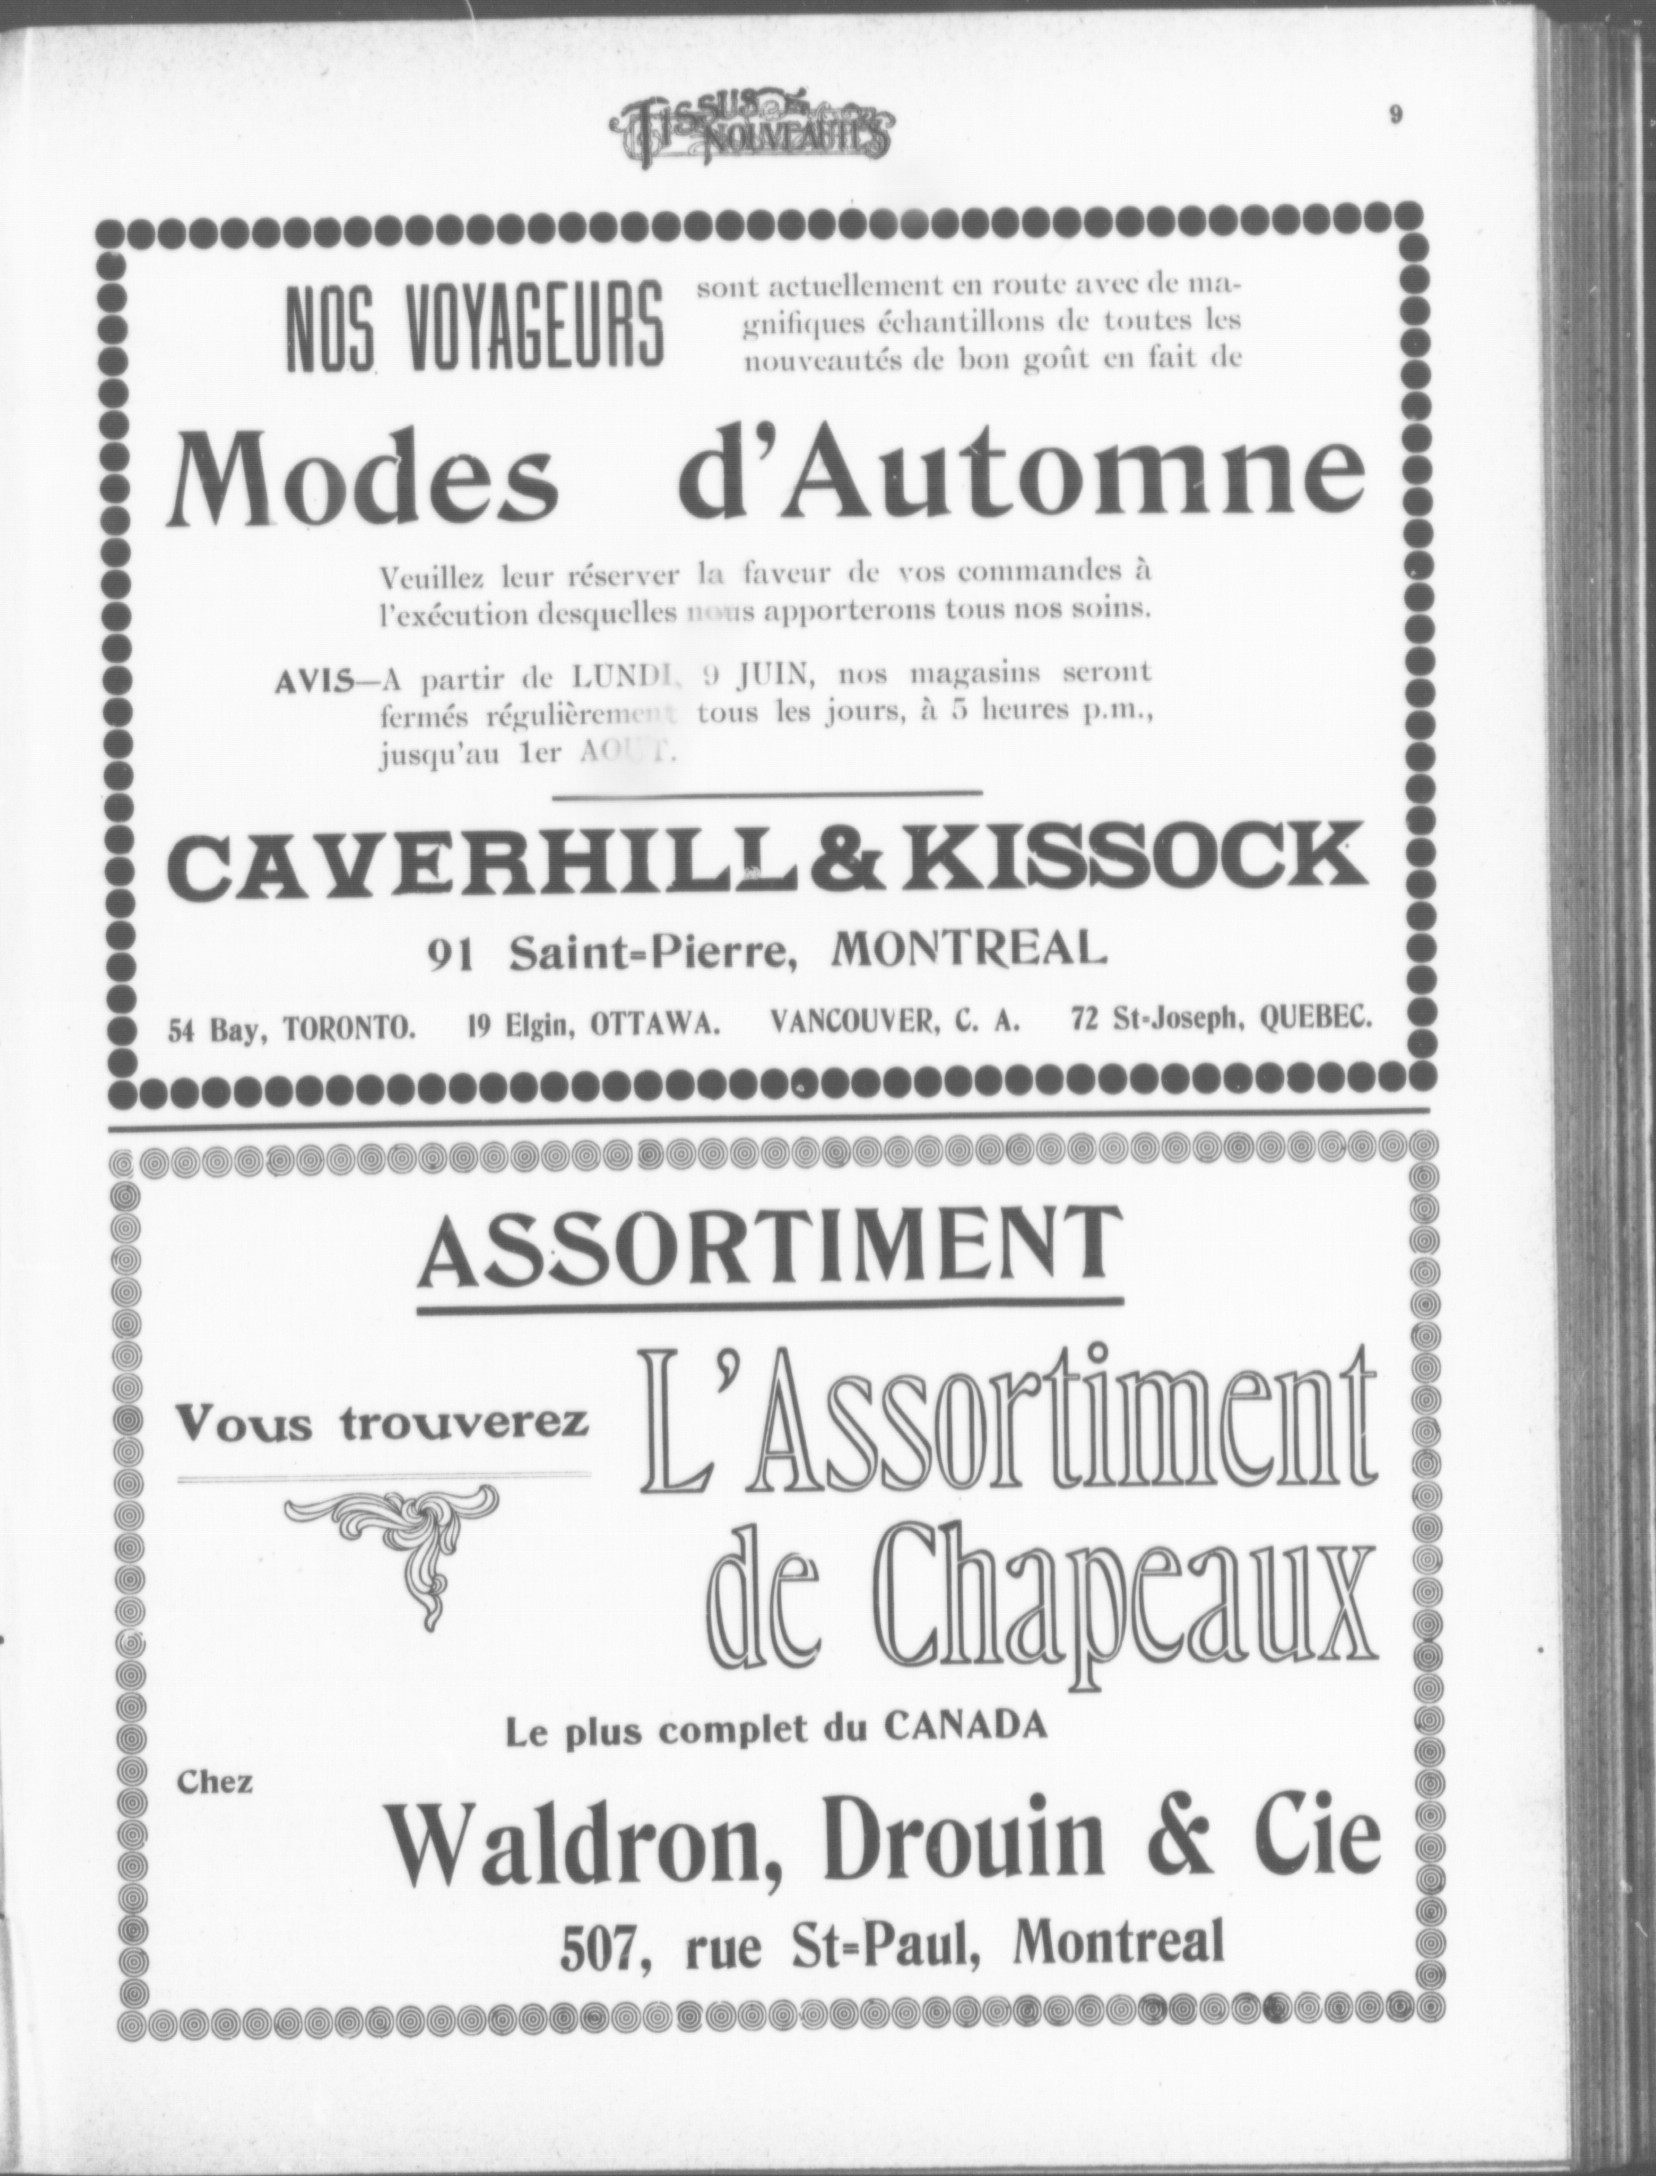 TISSUS & NOUVEAUTÉS
9
NOS VOYAGEURS sont actuellement en route avec de ma-
gnifiques échantillons de toutes les
nouveautés de bon goût en fait de
Modes d'Automne
Veuillez leur réserver la faveur de vos commandes à
l'exécution desquelles nous apporterons tous nos soins.
AVIS—A partir de LUNDI, 9 JUIN, nos magasins seront
fermés régulièrement tous les jours, à 5 heures p.m.,
jusqu'au 1er AOUT.
CAVERHILL & KISSOCK
91 Saint-Pierre, MONTREAL
54 Bay, TORONTO. 19 Elgin, OTTAWA. VANCOUVER, C. A. 72 St-Joseph, QUEBEC.
ASSORTIMENT
Vous trouverez
L'Assortiment
de Chapeaux
Le plus complet du CANADA
Chez
Waldron, Drouin & Cie
507, rue St-Paul, Montreal